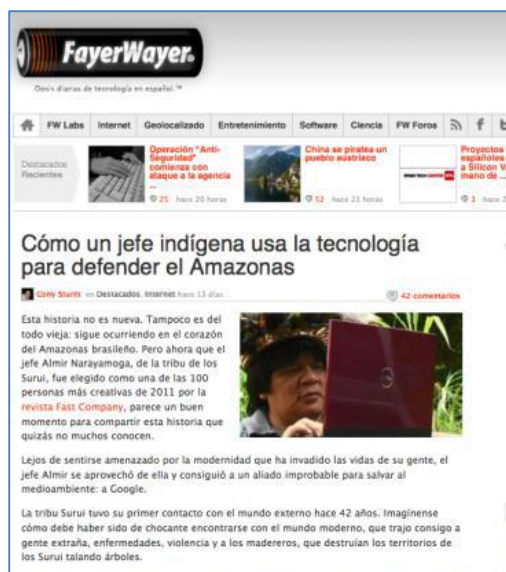 FayerWayer.
Dosis diarias de tecnología en español.™
FW Labs Internet Geolocalizado Entretenimiento Software Ciencia FW Foros
Destacados
Recientes
Operación "Anti-
Seguridad"
comienza con
ataque a la agencia
...
25 hace 20 horas
China se piratea un
pueblo austríaco
52 hace 21 horas
Proyectos
españoles
a Silicon V
mano de ...
1 hace 2
Cómo un jefe indígena usa la tecnología
para defender el Amazonas
Cony Sturm en Destacados, Internet hace 13 días
42 comentarios
Esta historia no es nueva. Tampoco es del
todo vieja: sigue ocurriendo en el corazón
del Amazonas brasileño. Pero ahora que el
jefe Almir Narayamoga, de la tribu de los
Surui, fue elegido como una de las 100
personas más creativas de 2011 por la
revista Fast Company, parece un buen
momento para compartir esta historia que
quizás no muchos conocen.
Lejos de sentirse amenazado por la modernidad que ha invadido las vidas de su gente, el
jefe Almir se aprovechó de ella y consiguió a un aliado improbable para salvar al
medioambiente: a Google.
La tribu Surui tuvo su primer contacto con el mundo externo hace 42 años. Imagínense
cómo debe haber sido de chocante encontrarse con el mundo moderno, que trajo consigo a
gente extraña, enfermedades, violencia y a los madereros, que destruían los territorios de
los Surui talando árboles.